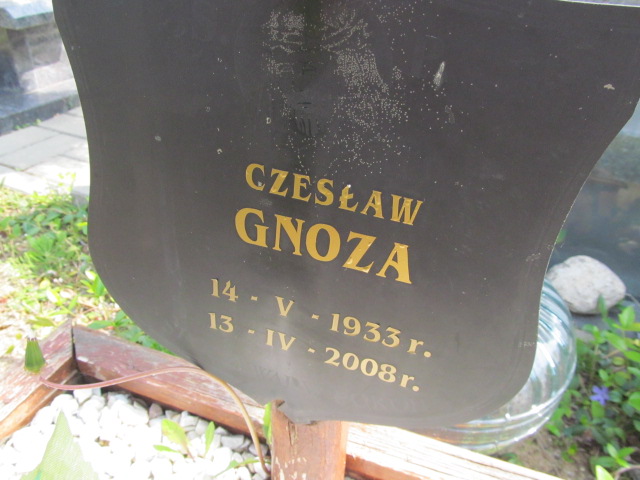 CZESŁAW
GNOZA
14 - V - 1933 r.
13 - IV - 2008 r.